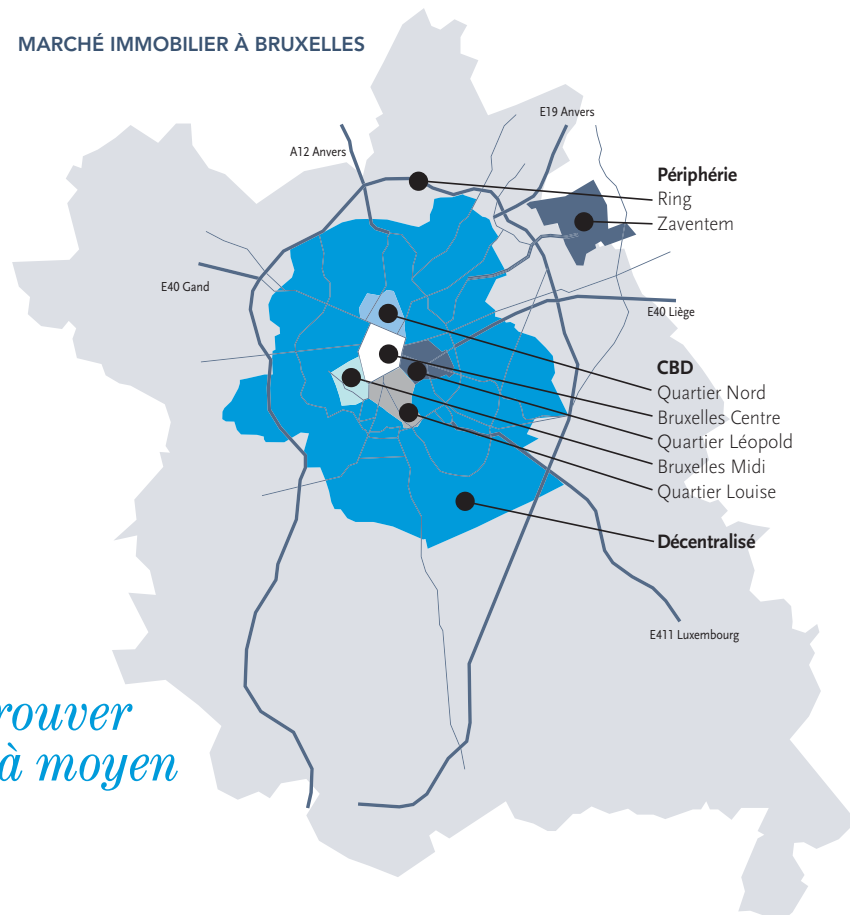 MARCHÉ IMMOBILIER À BRUXELLES
E19 Anvers
A12 Anvers
Périphérie
Ring
Zaventem
E40 Gand
E40 Liège
CBD
Quartier Nord
Bruxelles Centre
Quartier Léopold
Bruxelles Midi
Quartier Louise
Décentralisé
E411 Luxembourg
rouver
à moyen